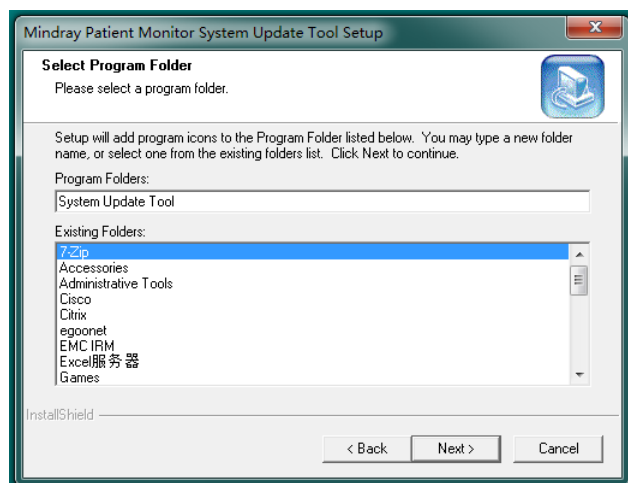 Mindray Patient Monitor System Update Tool Setup
Select Program Folder
Please select a program folder.
Setup will add program icons to the Program Folder listed below. You may type a new folder
name, or select one from the existing folders list. Click Next to continue.
Program Folders:
System Update Tool
Existing Folders:
7-Zip
Accessories
Administrative Tools
Cisco
Citrix
egoonet
EMC IRM
Excel服务器
Games
InstallShield
< Back Next > Cancel